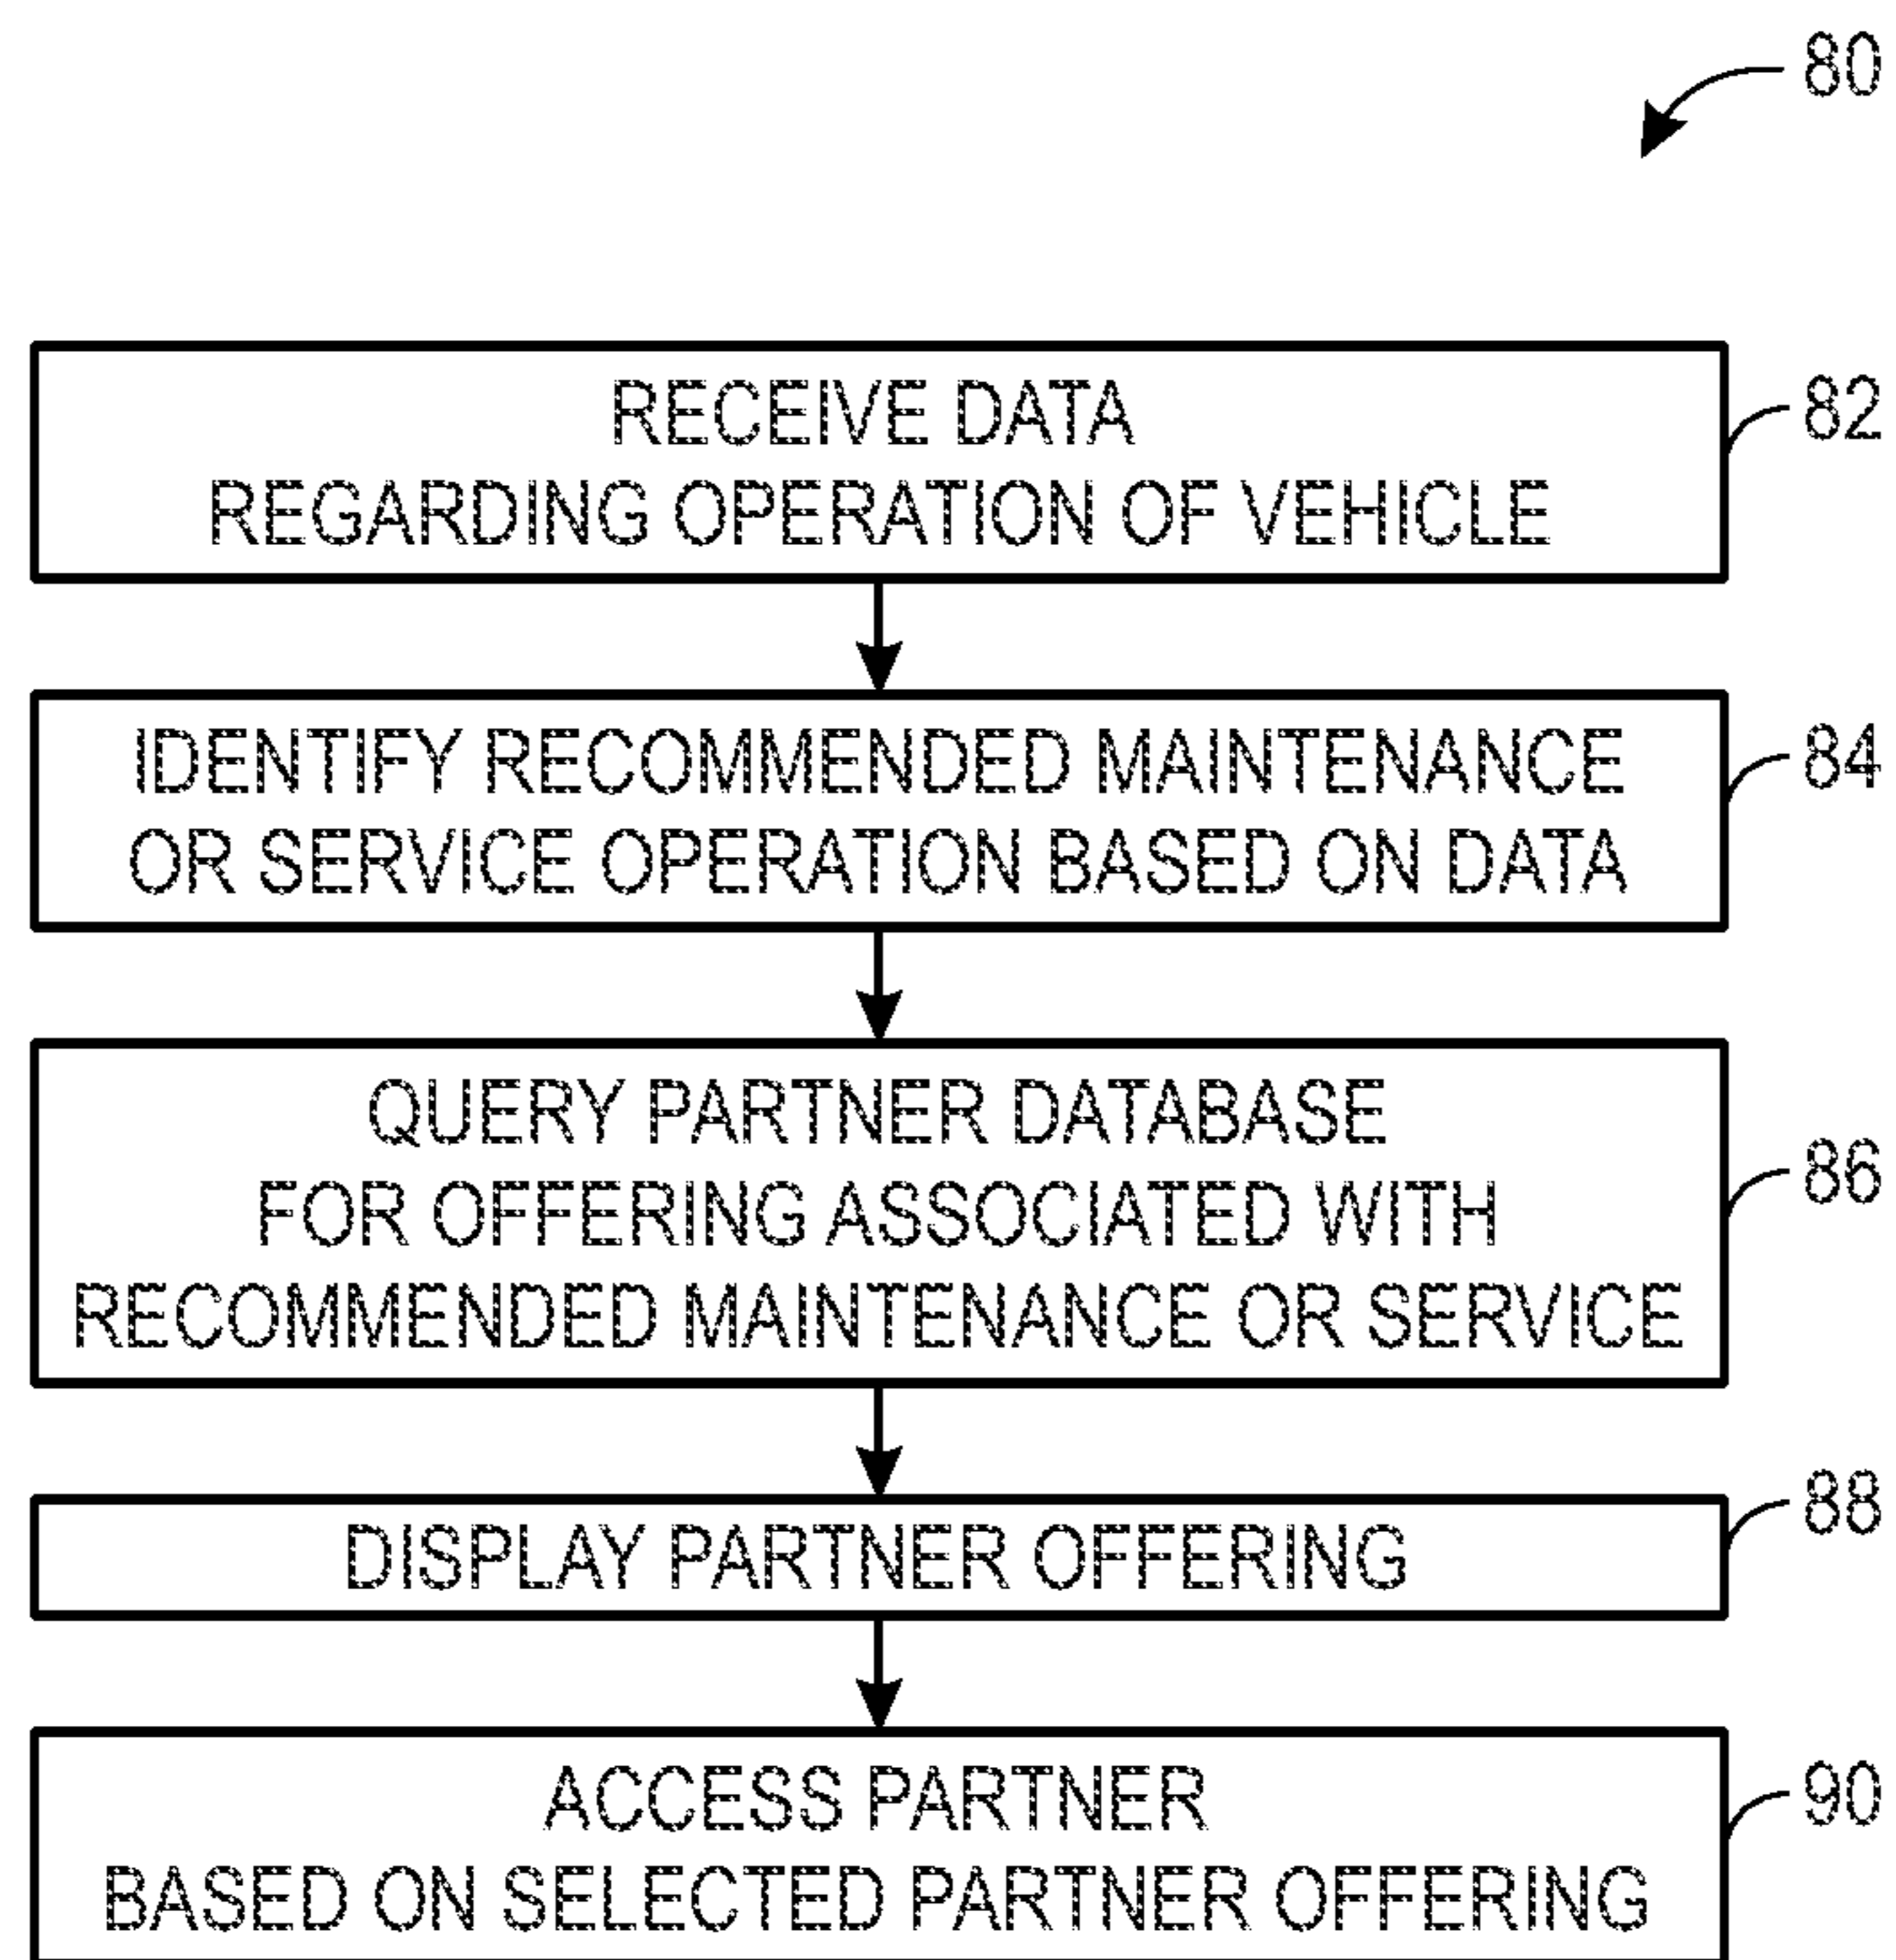 80
RECEIVE DATA
REGARDING OPERATION OF VEHICLE
82
IDENTIFY RECOMMENDED MAINTENANCE
OR SERVICE OPERATION BASED ON DATA
84
QUERY PARTNER DATABASE
FOR OFFERING ASSOCIATED WITH
RECOMMENDED MAINTENANCE OR SERVICE
86
DISPLAY PARTNER OFFERING
88
ACCESS PARTNER
BASED ON SELECTED PARTNER OFFERING
90